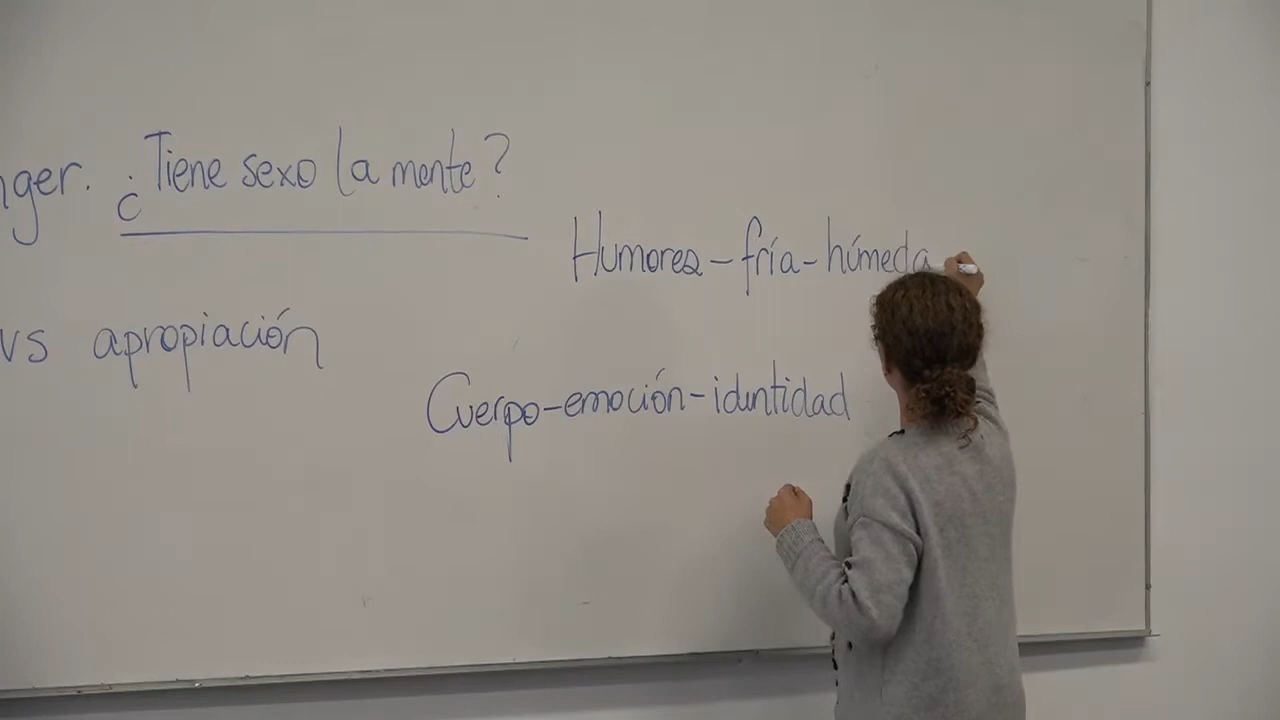 nger. ¿Tiene sexo la mente?
Humores-fría-húmeda
vs apropiación
Cuerpo-emoción-identidad